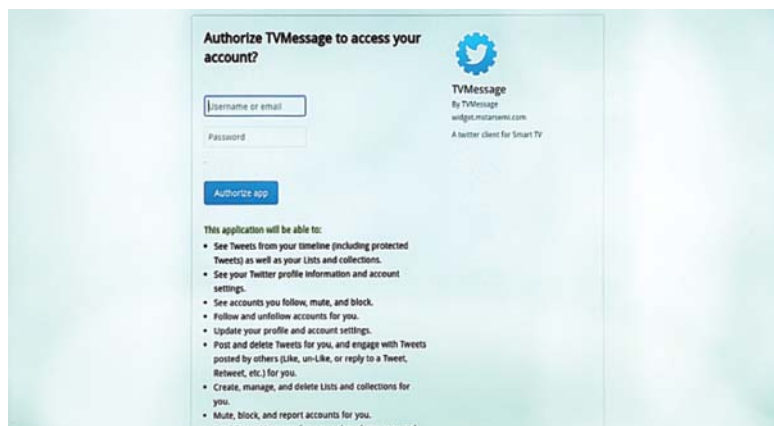 Authorize TVMessage to access your
account?
Username or email
Password
Authorize app
This application will be able to:
• See Tweets from your timeline (including protected
Tweets) as well as your Lists and collections.
• See your Twitter profile information and account
settings.
• See accounts you follow, mute, and block.
• Follow and unfollow accounts for you.
• Update your profile and account settings.
• Post and delete Tweets for you, and engage with Tweets
posted by others (Like, un-Like, or reply to a Tweet,
Retweet, etc.) for you.
• Create, manage, and delete Lists and collections for
you.
• Mute, block, and report accounts for you.
TVMessage
By TVMessage
widget.mstarsemi.com
A twitter client for Smart TV